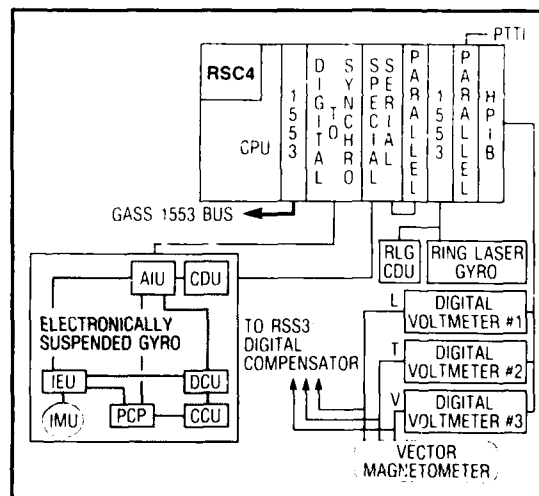 PTTI
RSC4
CPU
1553
DIGITAL
TO
SYNCHRO
SPECIAL
SERIAL
PARALLEL
1553
PARALLEL
HPIB
GASS 1553 BUS
RLG
CDU
RING LASER
GYRO
AIU
CDU
ELECTRONICALLY
SUSPENDED GYRO
IEU
DCU
IMU
PCP
CCU
TO RSS3
DIGITAL
COMPENSATOR
L
DIGITAL
VOLTMETER #1
T
DIGITAL
VOLTMETER #2
V
DIGITAL
VOLTMETER #3
VECTOR
MAGNETOMETER